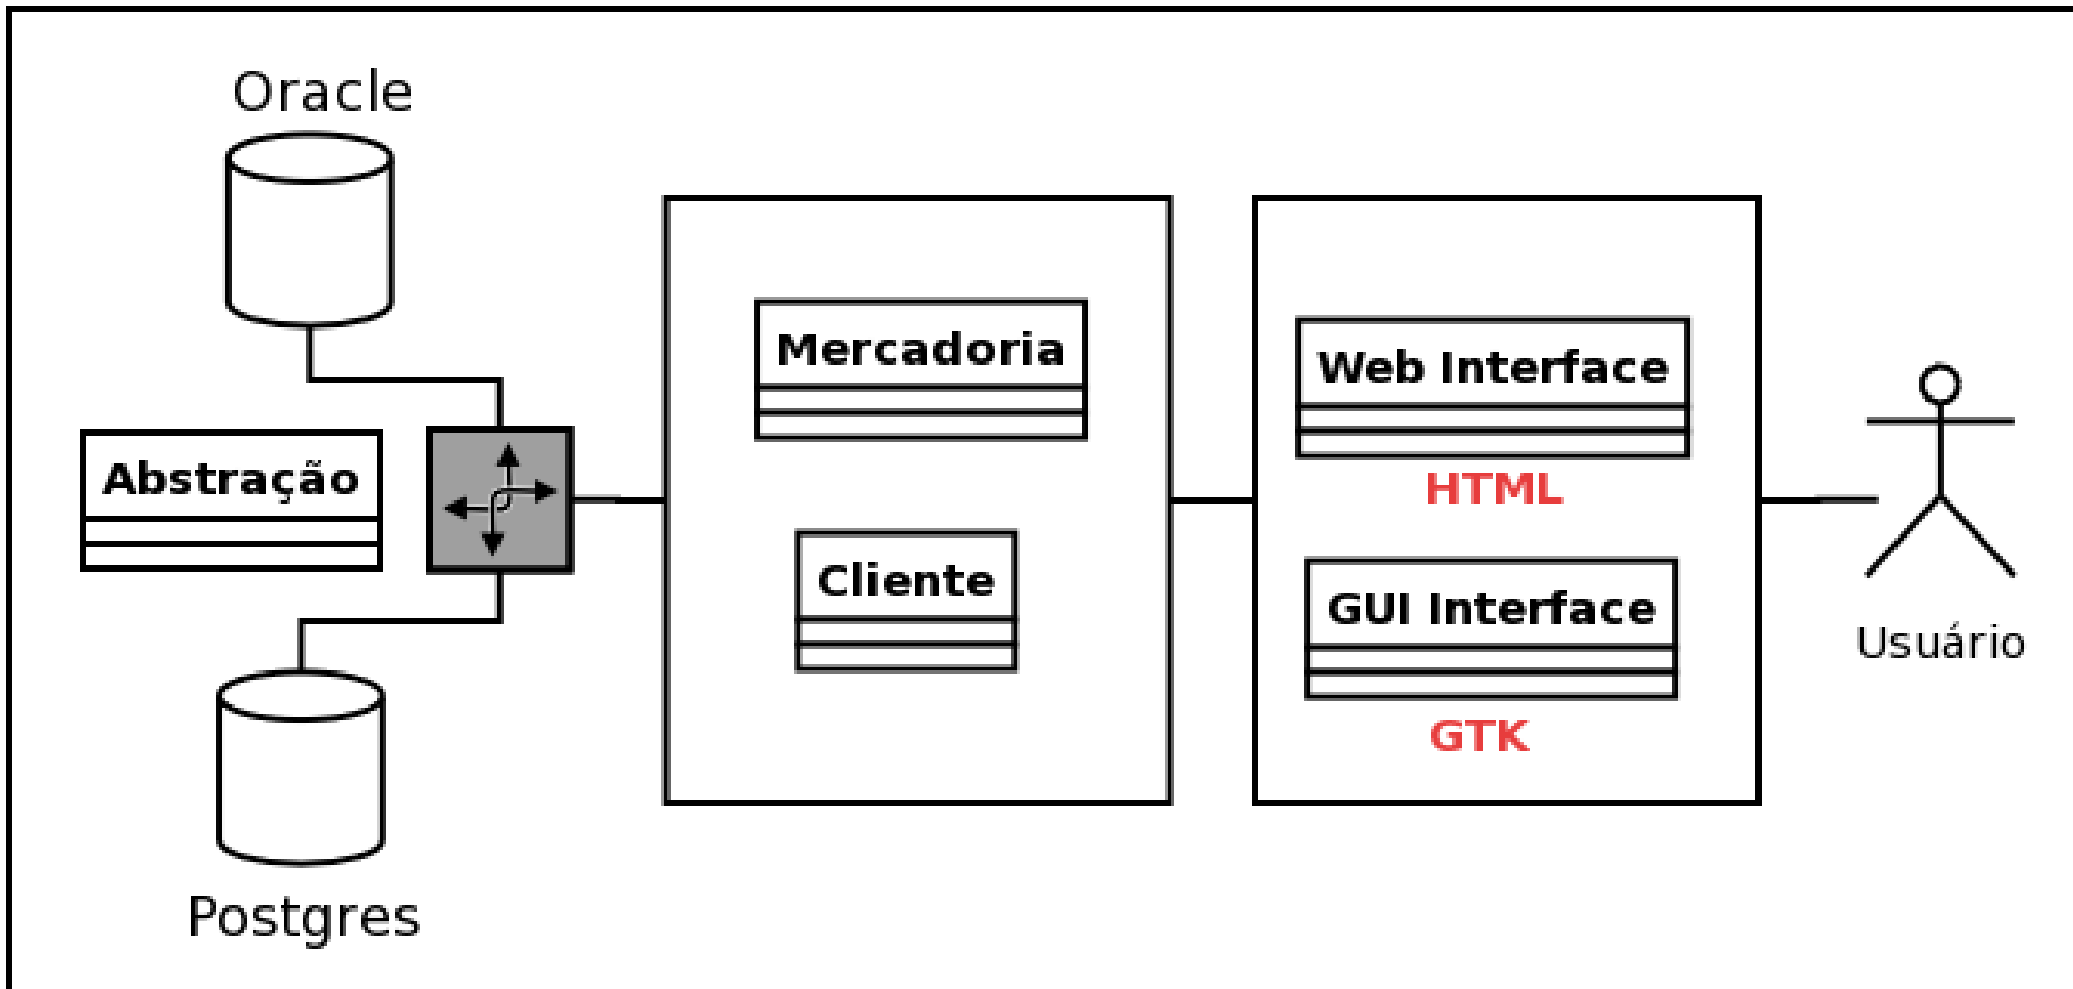 Oracle
Abstração
Postgres
Mercadoria
Cliente
Web Interface
HTML
GUI Interface
GTK
Usuário